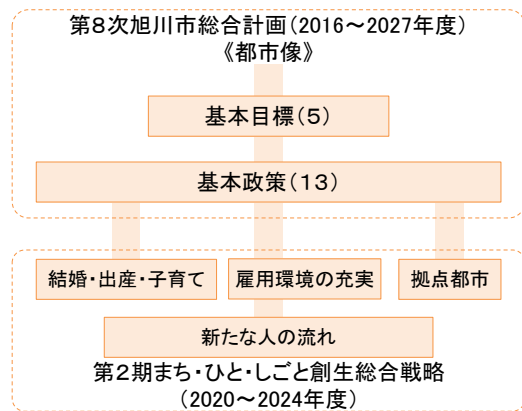 第8次旭川市総合計画(2016～2027年度)
《都市像》
基本目標(5)
基本政策(13)
結婚・出産・子育て
雇用環境の充実
拠点都市
新たな人の流れ
第2期まち・ひと・しごと創生総合戦略
(2020～2024年度)